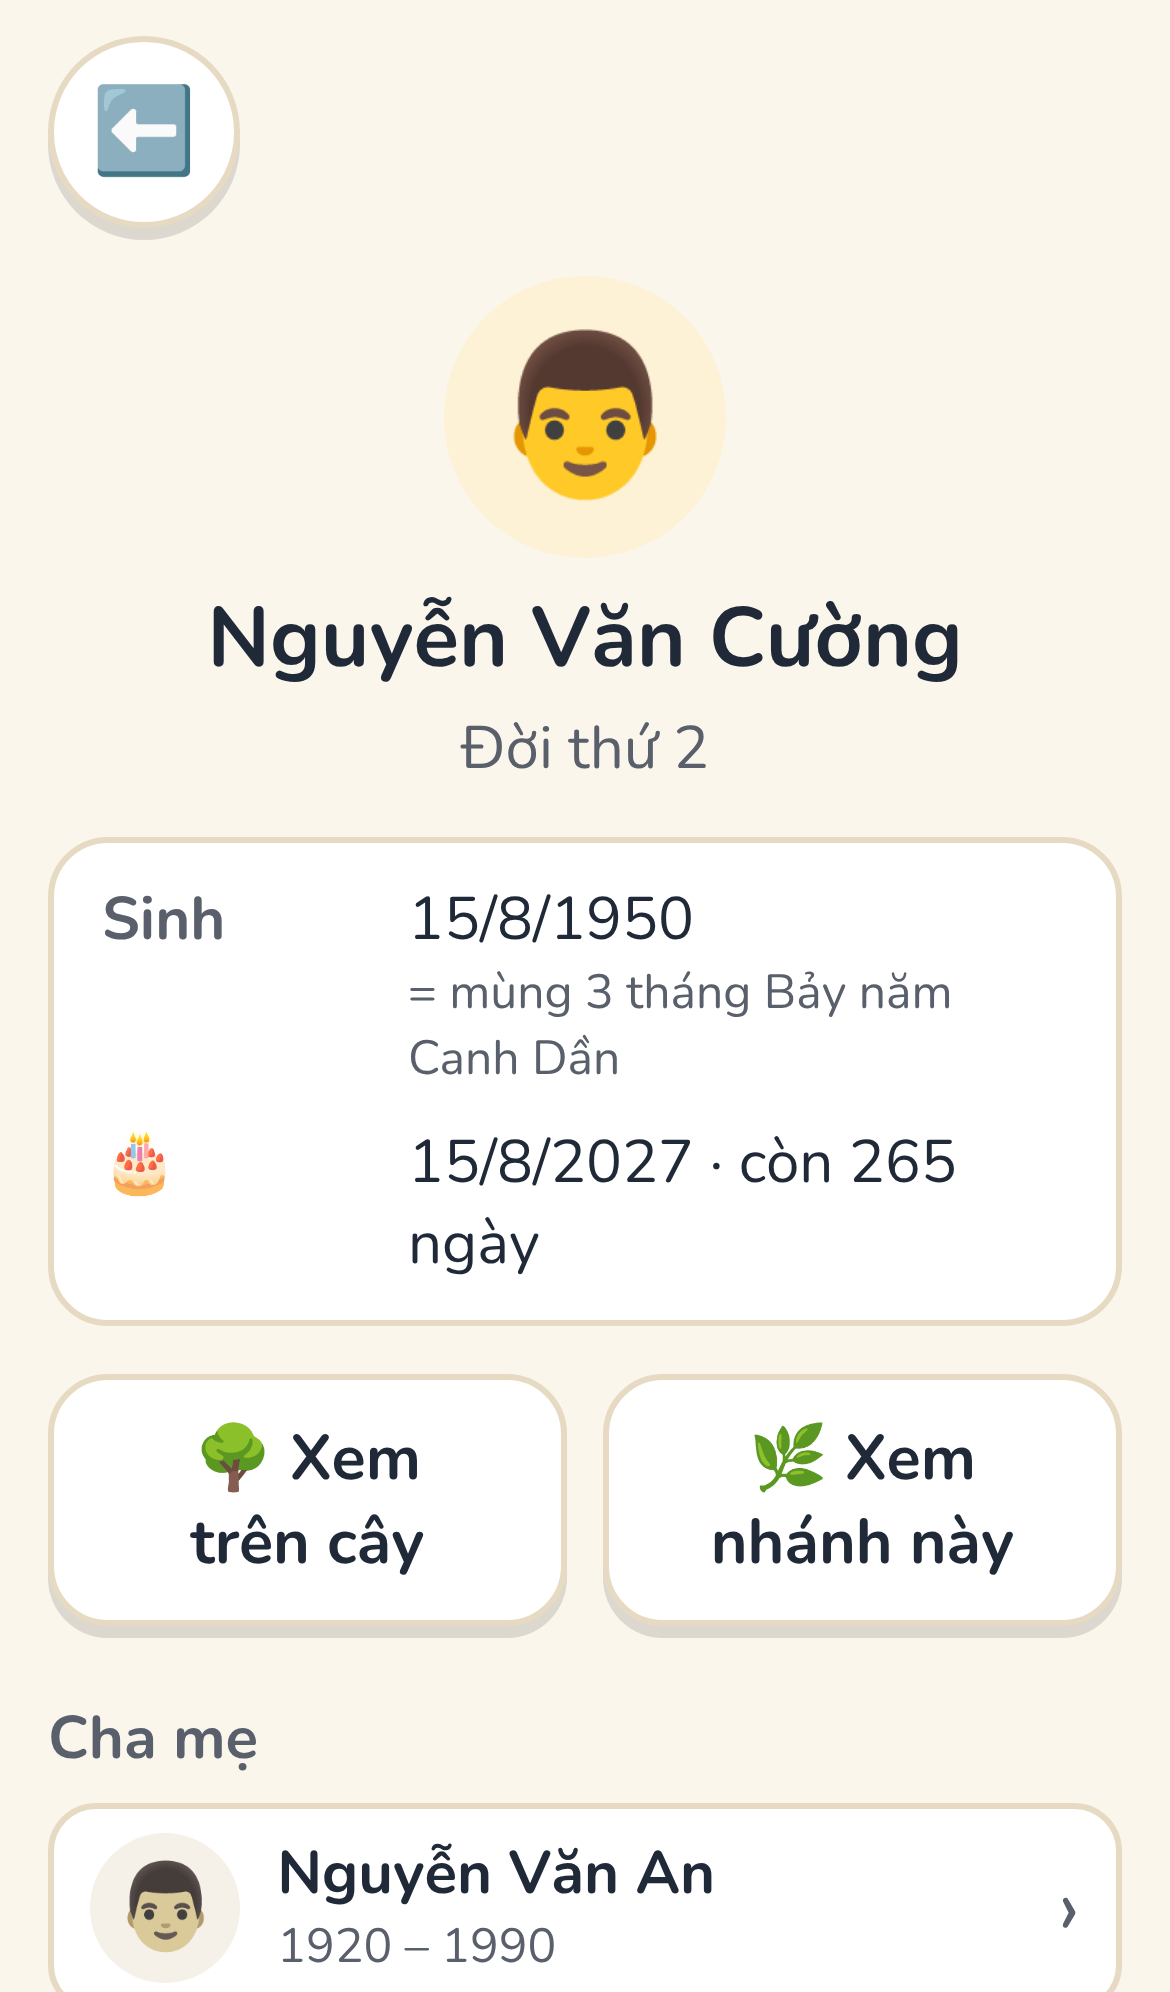 Nguyễn Văn Cường
Đời thứ 2
Sinh
15/8/1950
= mùng 3 tháng Bảy năm
Canh Dần
15/8/2027 · còn 265
ngày
Xem
trên cây
Xem
nhánh này
Cha mẹ
Nguyễn Văn An
1920 – 1990